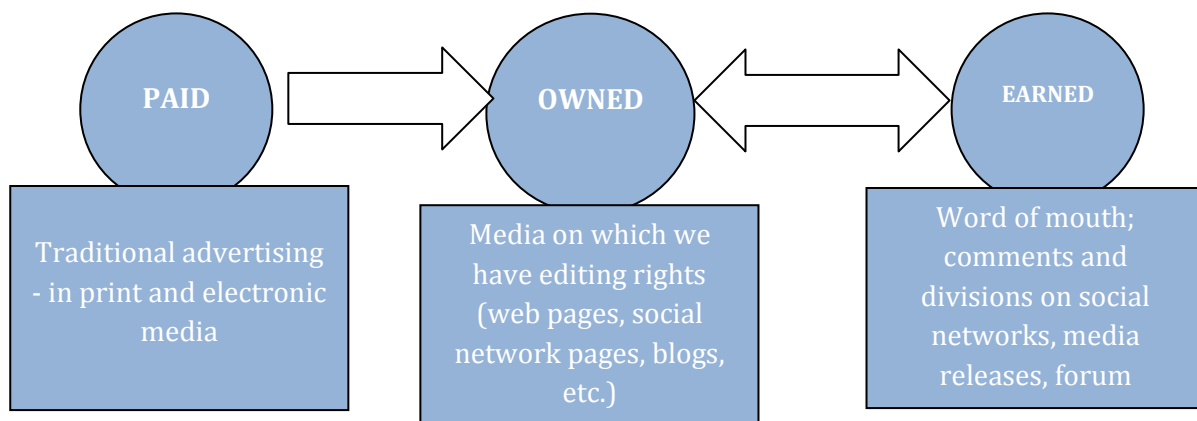 PAID
OWNED
EARNED
Traditional advertising
- in print and electronic
media
Media on which we
have editing rights
(web pages, social
network pages, blogs,
etc.)
Word of mouth;
comments and
divisions on social
networks, media
releases, forum